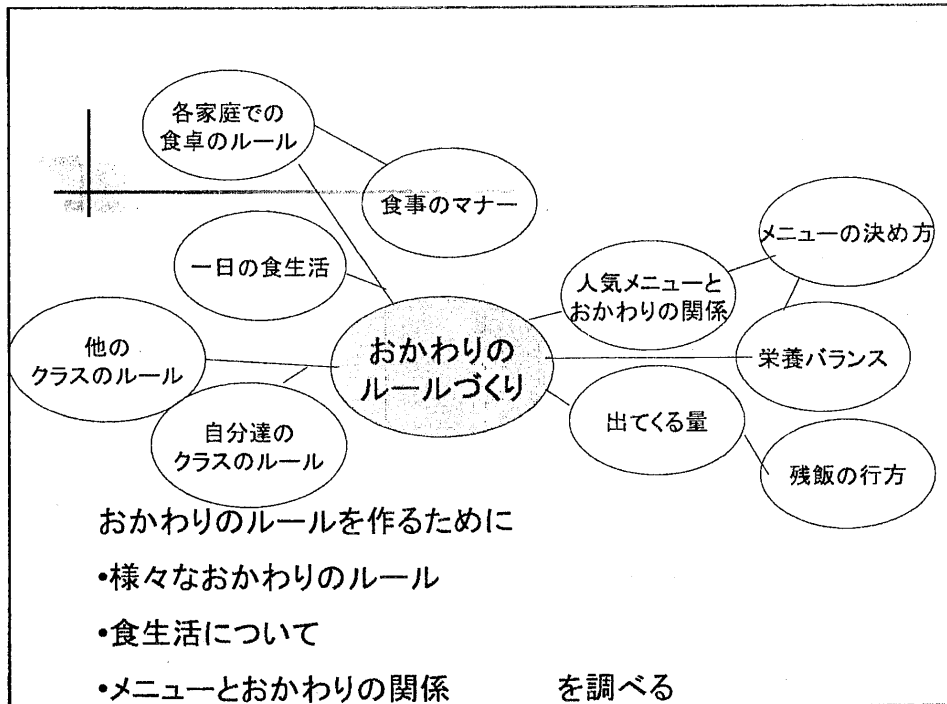 各家庭での
食卓のルール
食事のマナー
メニューの決め方
一日の食生活
人気メニューと
おかわりの関係
他の
クラスのルール
おかわりの
ルールづくり
栄養バランス
自分達の
クラスのルール
出てくる量
残飯の行方
おかわりのルールを作るために
•様々なおかわりのルール
•食生活について
•メニューとおかわりの関係 を調べる